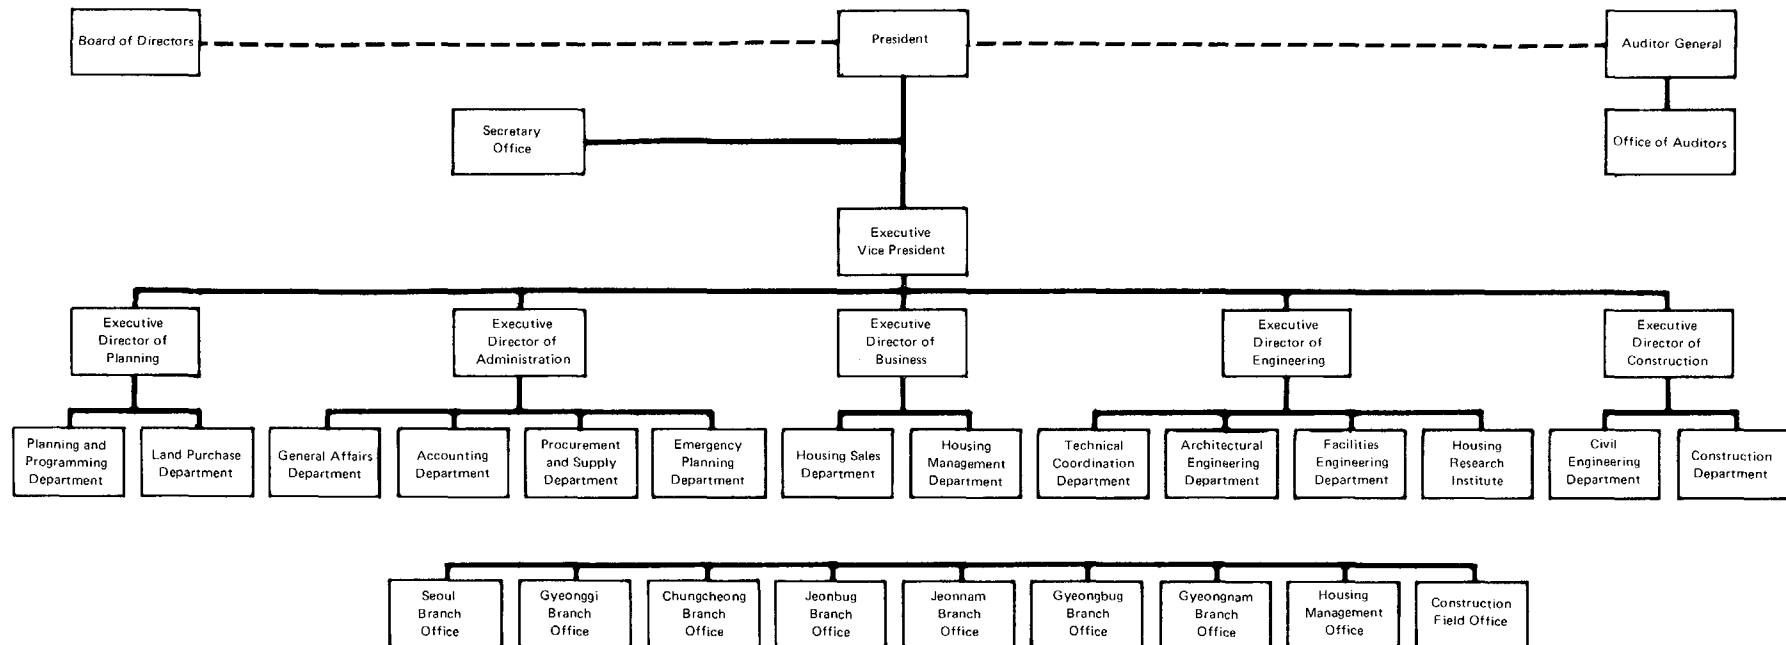 Board of Directors
President
Auditor General
Secretary
Office
Office of Auditors
Executive
Vice President
Executive
Director of
Planning
Executive
Director of
Administration
Executive
Director of
Business
Executive
Director of
Engineering
Executive
Director of
Construction
Planning and
Programming
Department
Land Purchase
Department
General Affairs
Department
Accounting
Department
Procurement
and Supply
Department
Emergency
Planning
Department
Housing Sales
Department
Housing
Management
Department
Technical
Coordination
Department
Architectural
Engineering
Department
Facilities
Engineering
Department
Housing
Research
Institute
Civil
Engineering
Department
Construction
Department
Seoul
Branch
Office
Gyeonggi
Branch
Office
Chungcheong
Branch
Office
Jeonbug
Branch
Office
Jeonnam
Branch
Office
Gyeongbug
Branch
Office
Gyeongnam
Branch
Office
Housing
Management
Office
Construction
Field Office